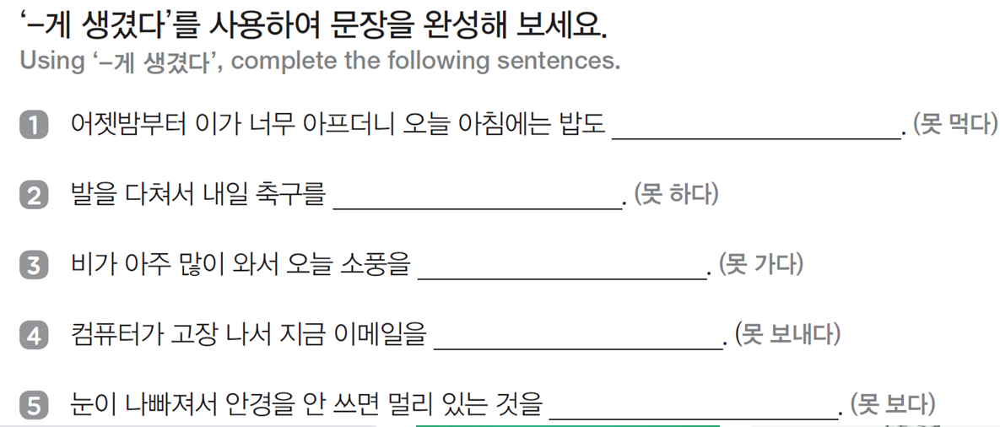 ‘–게 생겼다’를 사용하여 문장을 완성해 보세요.
Using ‘–게 생겼다’, complete the following sentences.
1 어젯밤부터 이가 너무 아프더니 오늘 아침에는 밥도 ____________________. (못 먹다)
2 발을 다쳐서 내일 축구를 ____________________. (못 하다)
3 비가 아주 많이 와서 오늘 소풍을 ____________________. (못 가다)
4 컴퓨터가 고장 나서 지금 이메일을 ____________________. (못 보내다)
5 눈이 나빠져서 안경을 안 쓰면 멀리 있는 것을 ____________________. (못 보다)